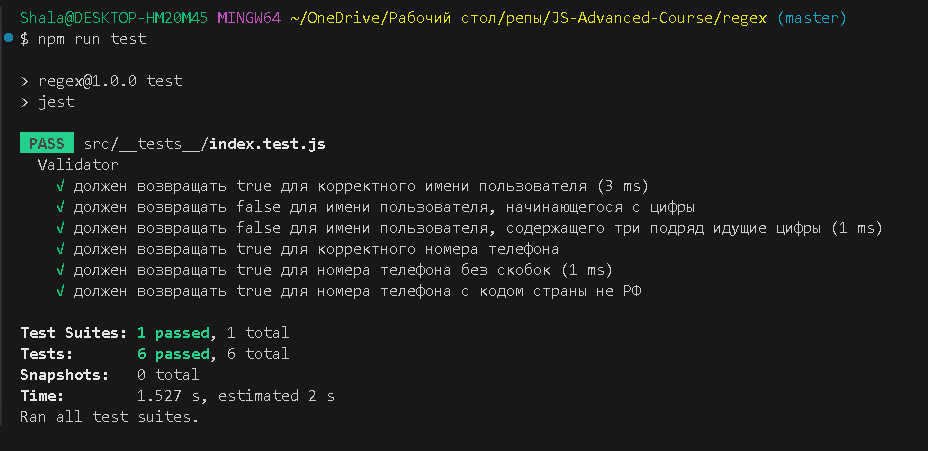 Shala@DESKTOP-HM20M45 MINGW64 ~/OneDrive/Рабочий стол/репы/JS-Advanced-Course/regex (master)
$ npm run test
> regex@1.0.0 test
> jest
PASS src/__tests__/index.test.js
Validator
√ должен возвращать true для корректного имени пользователя (3 ms)
√ должен возвращать false для имени пользователя, начинающегося с цифры
√ должен возвращать false для имени пользователя, содержащего три подряд идущие цифры (1 ms)
√ должен возвращать true для корректного номера телефона
√ должен возвращать true для номера телефона без скобок (1 ms)
√ должен возвращать true для номера телефона с кодом страны не РФ
Test Suites: 1 passed, 1 total
Tests: 6 passed, 6 total
Snapshots: 0 total
Time: 1.527 s, estimated 2 s
Ran all test suites.